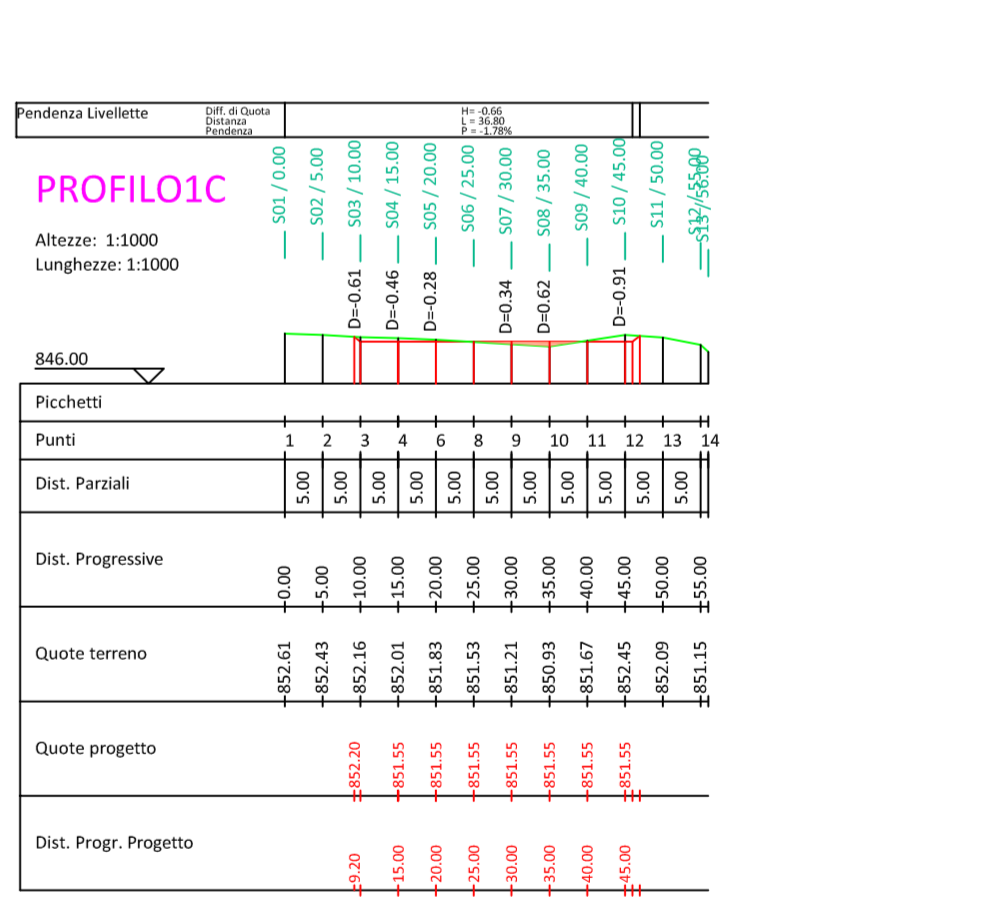 Pendenza Livellette
Diff. di Quota
Distanza
Pendenza
H= -0.66
L = 36.80
P = -1.78%
PROFILO1C
Altezze: 1:1000
Lunghezze: 1:1000
S01 / 0.00
S02 / 5.00
S03 / 10.00
S04 / 15.00
S05 / 20.00
S06 / 25.00
S07 / 30.00
S08 / 35.00
S09 / 40.00
S10 / 45.00
S11 / 50.00
S12 / 55.00
S13 / 56.00
D=-0.61
D=-0.46
D=-0.28
D=0.34
D=0.62
D=-0.91
846.00
Picchetti
Punti 1 2 3 4 6 8 9 10 11 12 13 14
Dist. Parziali 5.00 5.00 5.00 5.00 5.00 5.00 5.00 5.00 5.00 5.00 5.00
Dist. Progressive 0.00 5.00 10.00 15.00 20.00 25.00 30.00 35.00 40.00 45.00 50.00 55.00
Quote terreno 852.61 852.43 852.16 852.01 851.83 851.53 851.21 850.93 851.67 852.45 852.09 851.15
Quote progetto 852.20 851.55 851.55 851.55 851.55 851.55 851.55 851.55
Dist. Progr. Progetto 9.20 15.00 20.00 25.00 30.00 35.00 40.00 45.00